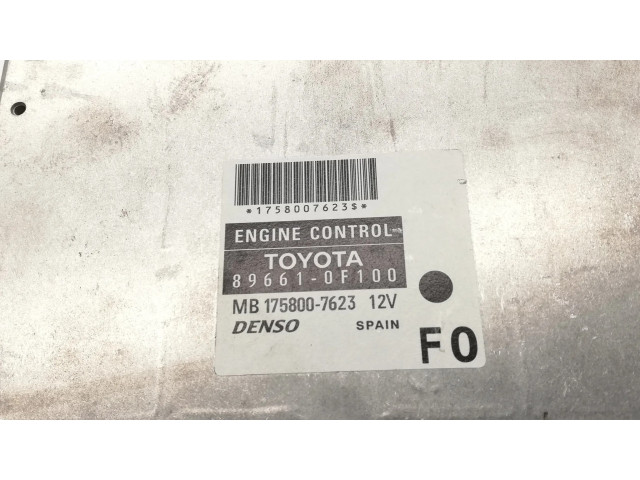 *1758007623$*
ENGINE CONTROL
TOYOTA
89661-0F100
MB 175800-7623 12V
DENSO SPAIN
F0